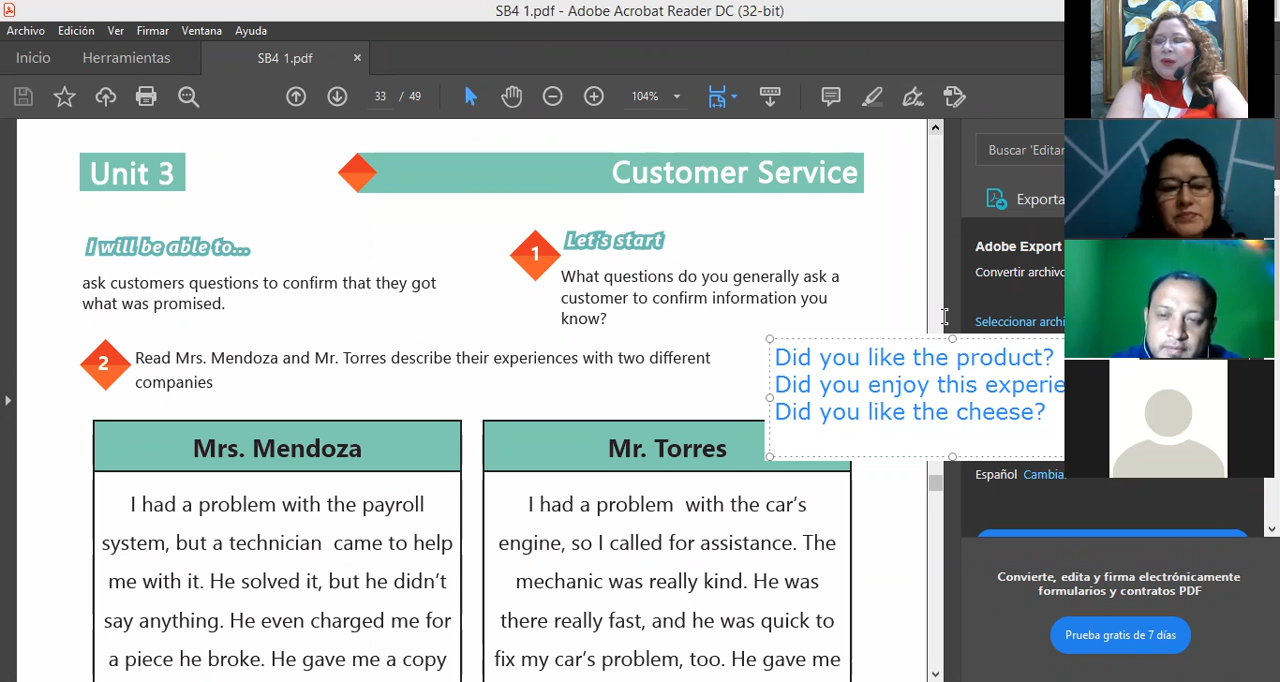 SB4 1.pdf - Adobe Acrobat Reader DC (32-bit)
Archivo Edición Ver Firmar Ventana Ayuda
Inicio Herramientas SB4 1.pdf ×
33 / 49 104%
Unit 3
Customer Service
I will be able to...
ask customers questions to confirm that they got
what was promised.
1
Let's start
What questions do you generally ask a
customer to confirm information you
know?
2
Read Mrs. Mendoza and Mr. Torres describe their experiences with two different
companies
Did you like the product?
Did you enjoy this experie
Did you like the cheese?
Mrs. Mendoza
I had a problem with the payroll
system, but a technician came to help
me with it. He solved it, but he didn't
say anything. He even charged me for
a piece he broke. He gave me a copy
Mr. Torres
I had a problem with the car's
engine, so I called for assistance. The
mechanic was really kind. He was
there really fast, and he was quick to
fix my car's problem, too. He gave me
Buscar 'Editar
Exporta
Adobe Export
Convertir archivo
Seleccionar archi
Español Cambia
Convierte, edita y firma electrónicamente
formularios y contratos PDF
Prueba gratis de 7 días